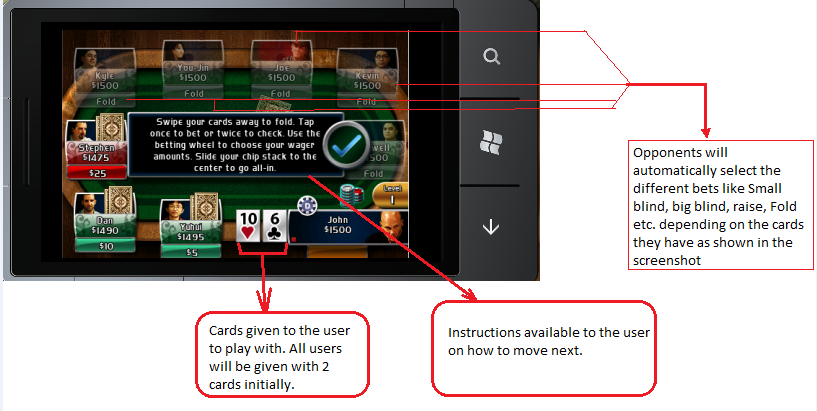 Kyle
$1500
Fold
You-Jin
$1500
Fold
Joe
$1500
Fold
Kevin
$1500
Fold
Swipe your cards away to fold. Tap
once to bet or twice to check. Use the
betting wheel to choose your wager
amounts. Slide your chip stack to the
center to go all-in.
Stephen
$1475
$25
well
500
Fold
Level
1
Dan
$1490
$10
Yuhui
$1495
$5
10
6
D
John
$1500
Opponents will
automatically select the
different bets like Small
blind, big blind, raise, Fold
etc. depending on the cards
they have as shown in the
screenshot
Cards given to the user
to play with. All users
will be given with 2
cards initially.
Instructions available to the user
on how to move next.